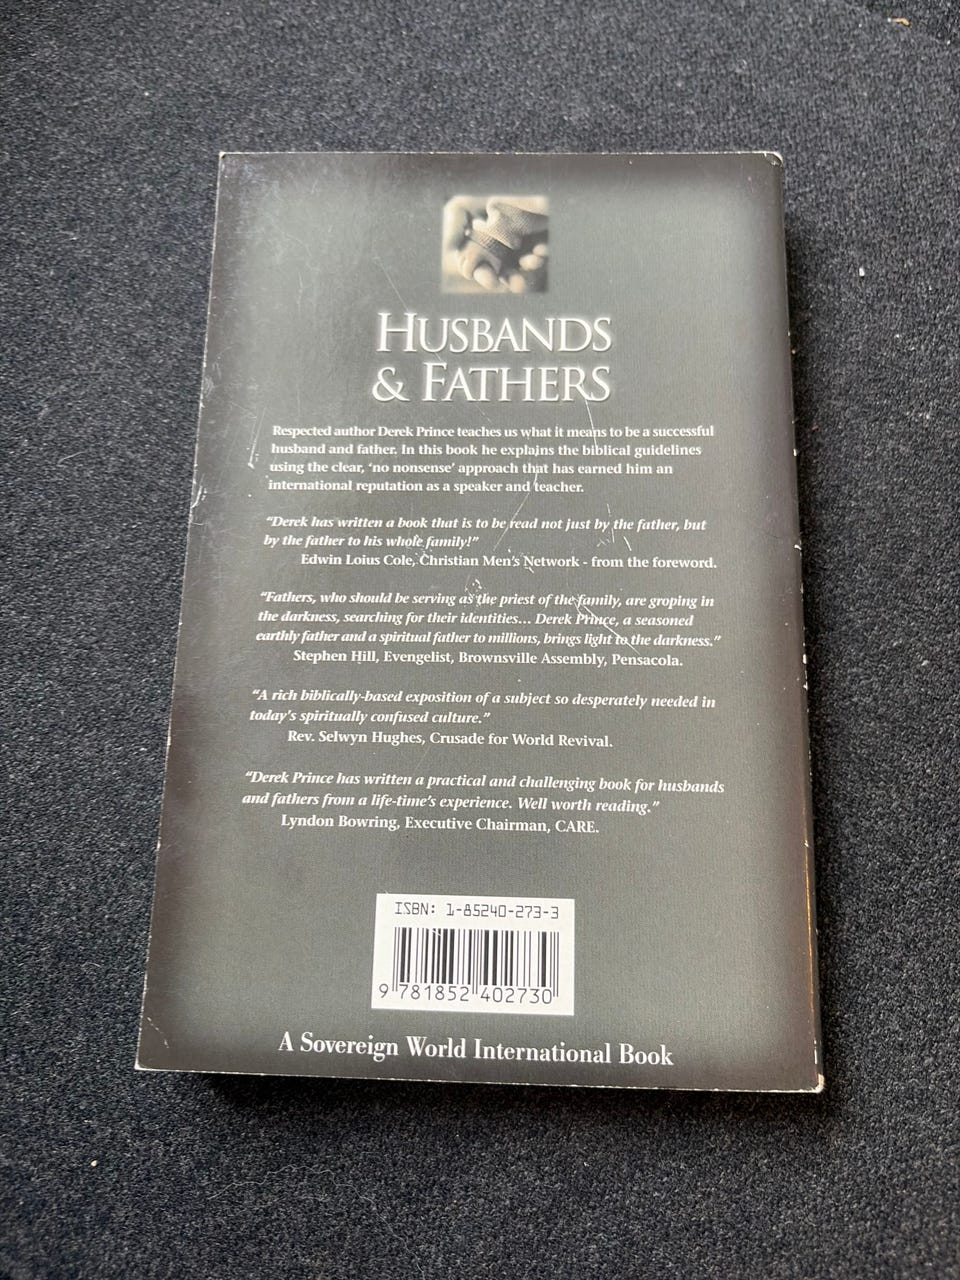 HUSBANDS
& FATHERS
Respected author Derek Prince teaches us what it means to be a successful
husband and father. In this book he explains the biblical guidelines
using the clear, ‘no nonsense’ approach that has earned him an
international reputation as a speaker and teacher.
“Derek has written a book that is to be read not just by the father, but
by the father to his whole family!”
Edwin Loius Cole, Christian Men’s Network - from the foreword.
“Fathers, who should be serving as the priest of the family, are groping in
the darkness, searching for their identities... Derek Prince, a seasoned
earthly father and a spiritual father to millions, brings light to the darkness.”
Stephen Hill, Evengelist, Brownsville Assembly, Pensacola.
“A rich biblically-based exposition of a subject so desperately needed in
today’s spiritually confused culture.”
Rev. Selwyn Hughes, Crusade for World Revival.
“Derek Prince has written a practical and challenging book for husbands
and fathers from a life-time’s experience. Well worth reading.”
Lyndon Bowring, Executive Chairman, CARE.
ISBN: 1-85240-273-3
9 781852 402730
A Sovereign World International Book